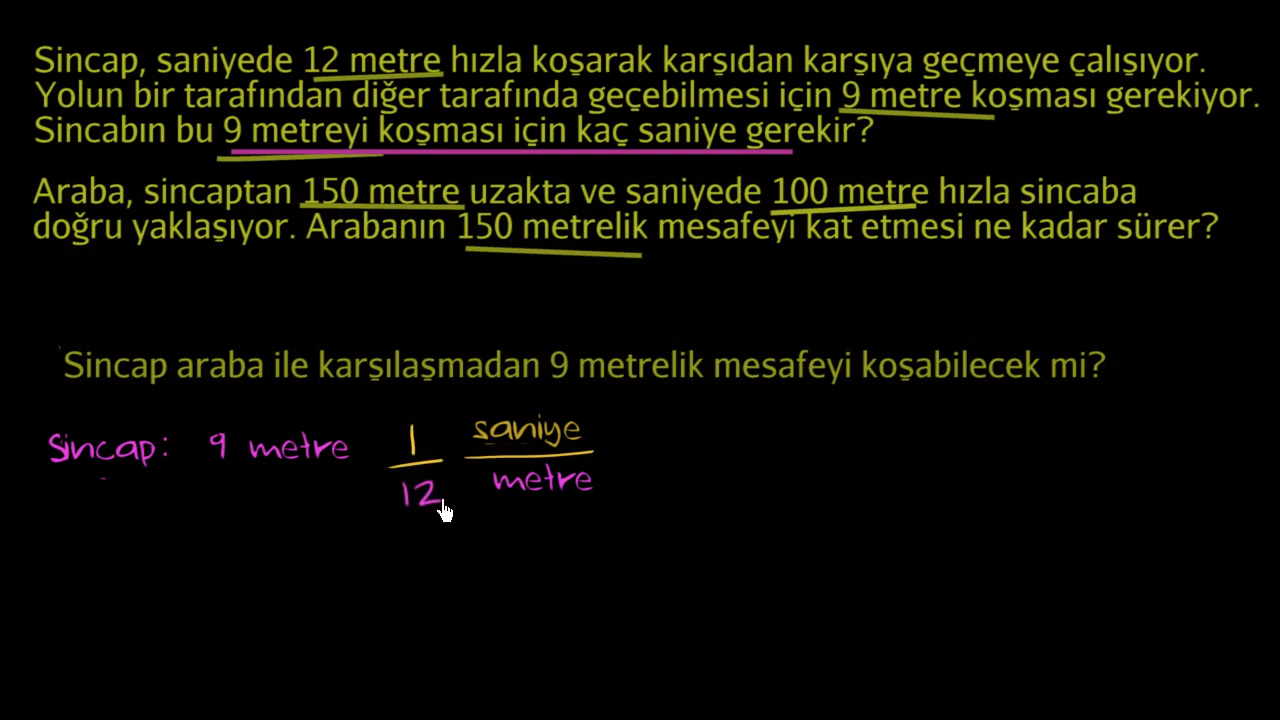 Sincap, saniyede 12 metre hızla koşarak karşıdan karşıya geçmeye çalışıyor.
Yolun bir tarafından diğer tarafında geçebilmesi için 9 metre koşması gerekiyor.
Sincabın bu 9 metreyi koşması için kaç saniye gerekir?
Araba, sincaptan 150 metre uzakta ve saniyede 100 metre hızla sincaba
doğru yaklaşıyor. Arabanın 150 metrelik mesafeyi kat etmesi ne kadar sürer?
Sincap araba ile karşılaşmadan 9 metrelik mesafeyi koşabilecek mi?
Sincap: 9 metre 1 saniye
12 metre